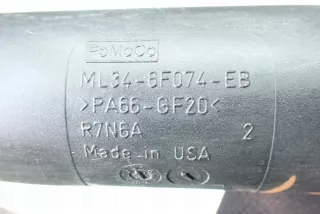 FoMoCo
ML34-6F074-EB
>PA66-GF20<
R7N6A 2
Made in USA